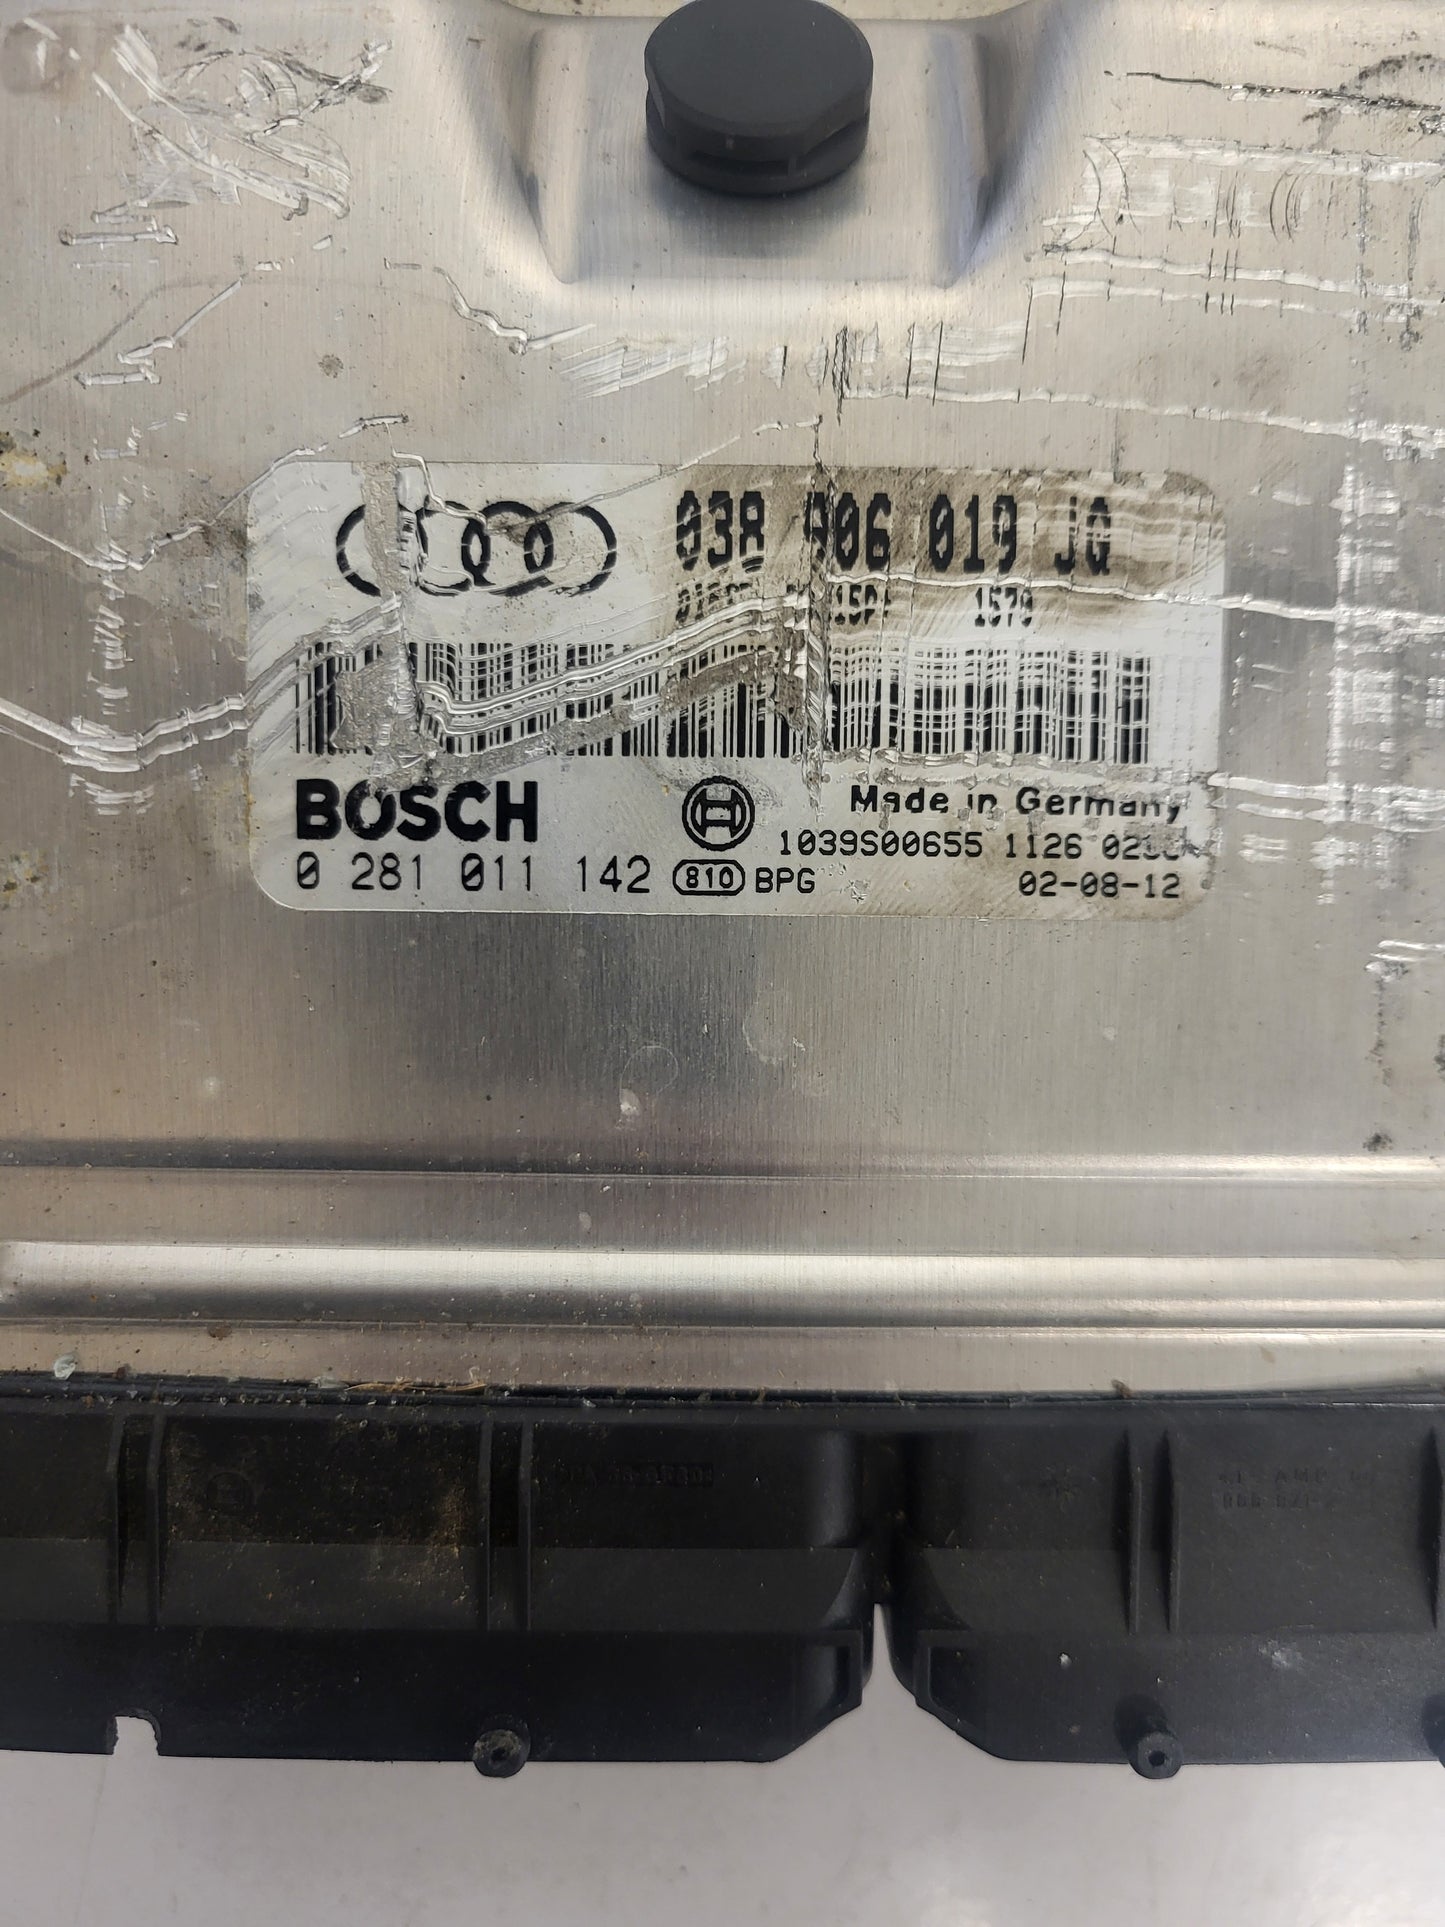 038 906 019 JQ
1579
BOSCH
Made in Germany
1039S00655 1126
0 281 011 142 810 BPG 02-08-12